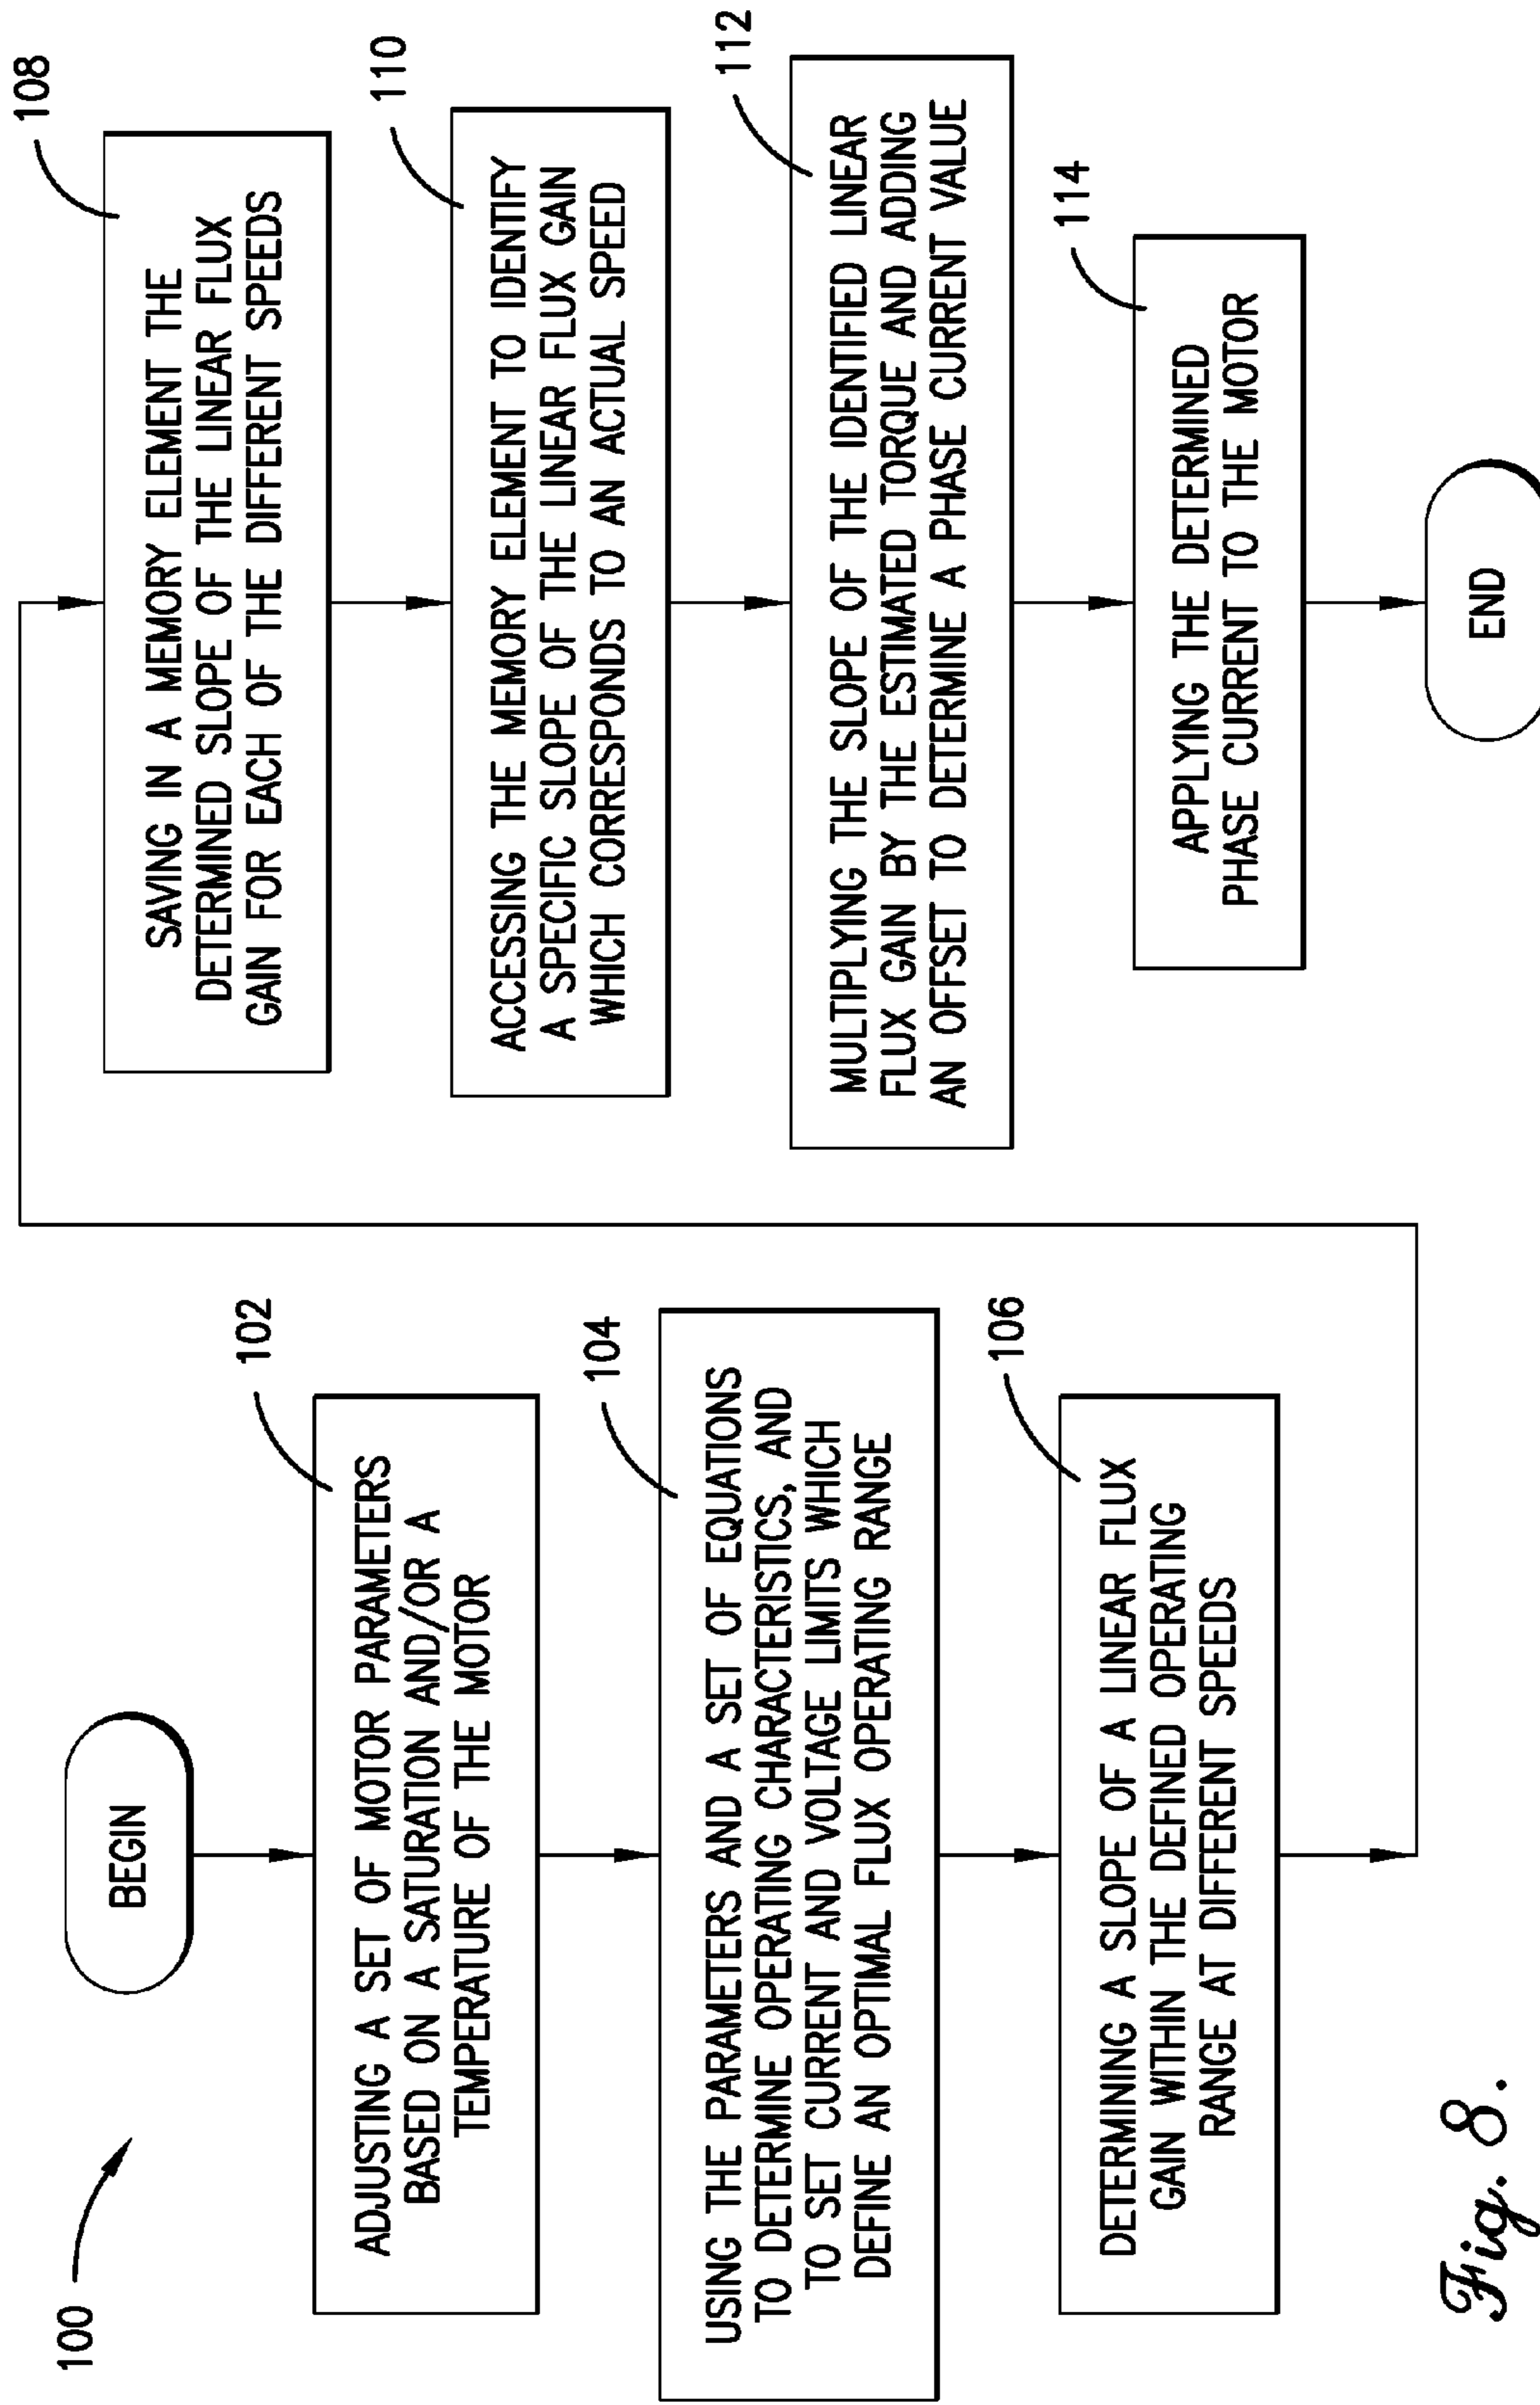 100
BEGIN
102
ADJUSTING A SET OF MOTOR PARAMETERS
BASED ON A SATURATION AND/OR A
TEMPERATURE OF THE MOTOR
104
USING THE PARAMETERS AND A SET OF EQUATIONS
TO DETERMINE OPERATING CHARACTERISTICS, AND
TO SET CURRENT AND VOLTAGE LIMITS WHICH
DEFINE AN OPTIMAL FLUX OPERATING RANGE
106
DETERMINING A SLOPE OF A LINEAR FLUX
GAIN WITHIN THE DEFINED OPERATING
RANGE AT DIFFERENT SPEEDS
108
SAVING IN A MEMORY ELEMENT THE
DETERMINED SLOPE OF THE LINEAR FLUX
GAIN FOR EACH OF THE DIFFERENT SPEEDS
110
ACCESSING THE MEMORY ELEMENT TO IDENTIFY
A SPECIFIC SLOPE OF THE LINEAR FLUX GAIN
WHICH CORRESPONDS TO AN ACTUAL SPEED
112
MULTIPLYING THE SLOPE OF THE IDENTIFIED LINEAR
FLUX GAIN BY THE ESTIMATED TORQUE AND ADDING
AN OFFSET TO DETERMINE A PHASE CURRENT VALUE
114
APPLYING THE DETERMINED
PHASE CURRENT TO THE MOTOR
END
Fig. 8.